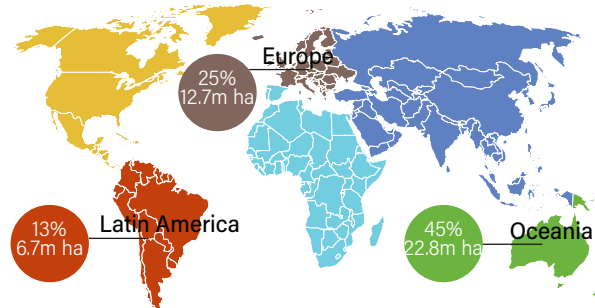 Europe
25%
12.7m ha
13%
6.7m ha
Latin America
45%
22.8m ha
Oceania